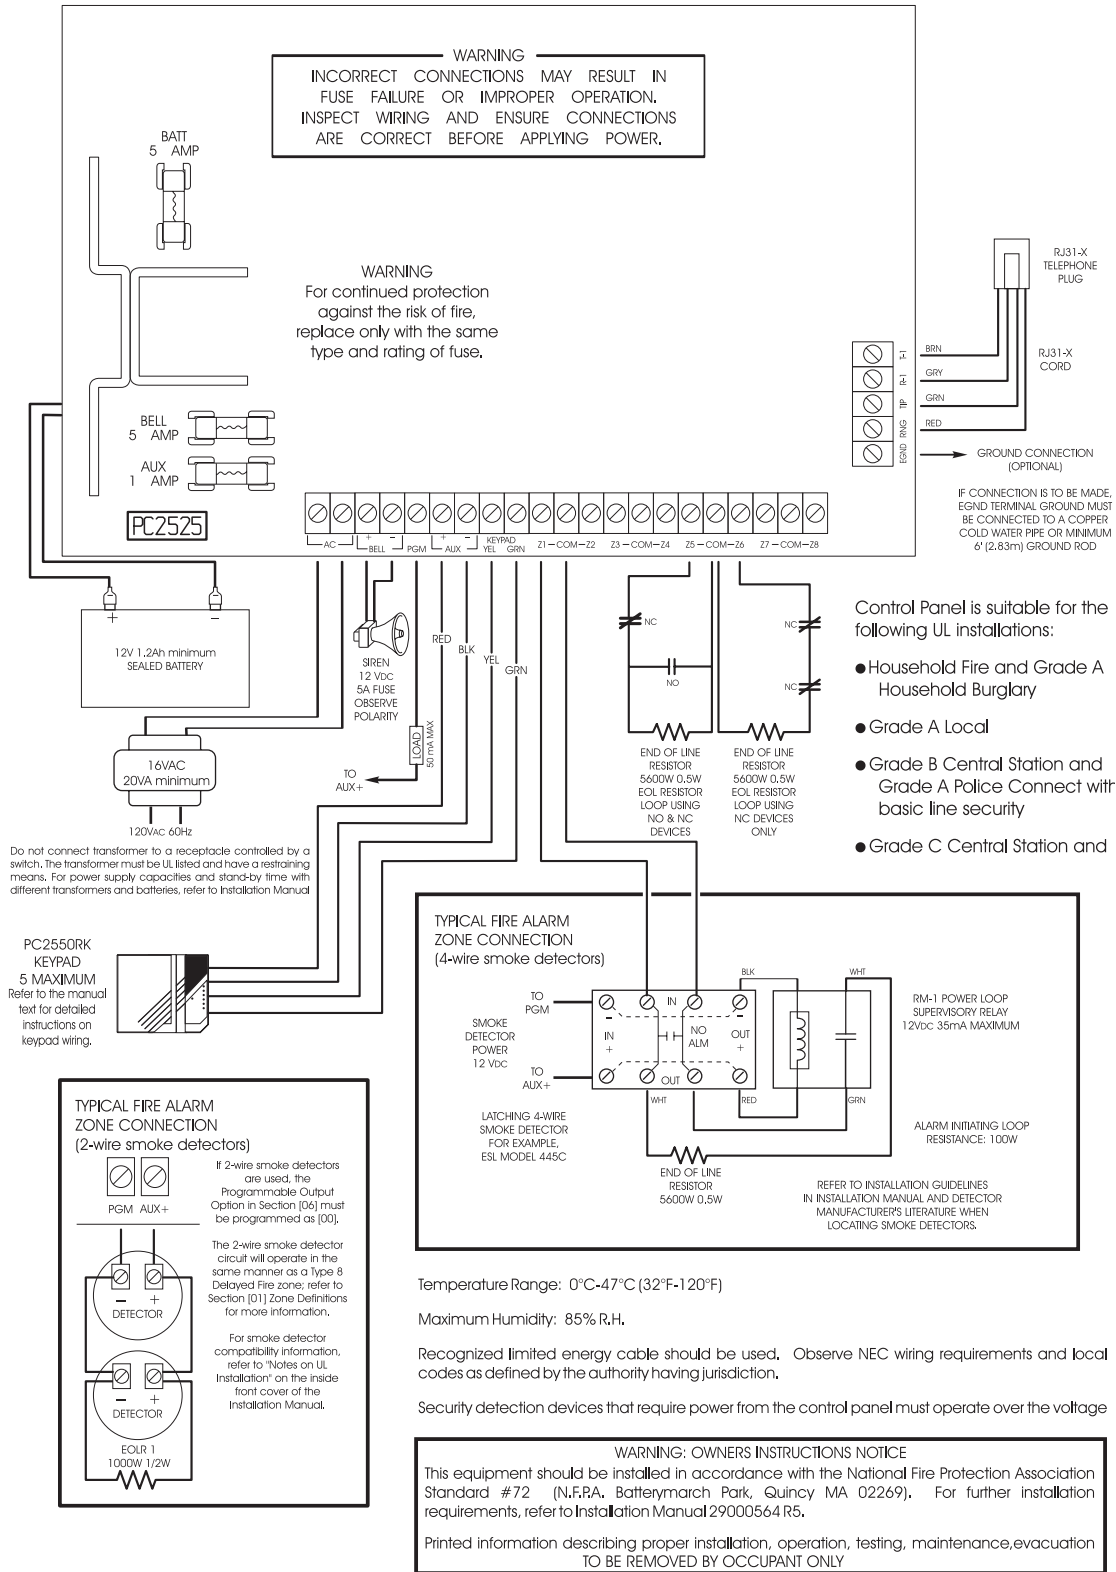 WARNING
INCORRECT CONNECTIONS MAY RESULT IN
FUSE FAILURE OR IMPROPER OPERATION.
INSPECT WIRING AND ENSURE CONNECTIONS
ARE CORRECT BEFORE APPLYING POWER.
BATT
5 AMP
WARNING
For continued protection
against the risk of fire,
replace only with the same
type and rating of fuse.
RJ31-X
TELEPHONE
PLUG
RJ31-X
CORD
T-1
BRN
R-1
GRY
TIP
GRN
RNG
RED
EGND
GROUND CONNECTION
(OPTIONAL)
IF CONNECTION IS TO BE MADE,
EGND TERMINAL GROUND MUST
BE CONNECTED TO A COPPER
COLD WATER PIPE OR MINIMUM
6' (2.83m) GROUND ROD
BELL
5 AMP
AUX
1 AMP
PC2525
AC
+ −
BELL
PGM
+ −
AUX
KEYPAD
YEL GRN
Z1—COM—Z2
Z3—COM—Z4
Z5—COM—Z6
Z7—COM—Z8
+ −
12V 1.2Ah minimum
SEALED BATTERY
SIREN
12 VDC
5A FUSE
OBSERVE
POLARITY
RED
BLK
YEL
GRN
LOAD
50 mA MAX
TO
AUX+
16VAC
20VA minimum
120VAC 60Hz
Do not connect transformer to a receptacle controlled by a
switch. The transformer must be UL listed and have a restraining
means. For power supply capacities and stand-by time with
different transformers and batteries, refer to Installation Manual
NC
NO
NC
NC
END OF LINE
RESISTOR
5600W 0.5W
EOL RESISTOR
LOOP USING
NO & NC
DEVICES
END OF LINE
RESISTOR
5600W 0.5W
EOL RESISTOR
LOOP USING
NC DEVICES
ONLY
Control Panel is suitable for the
following UL installations:
● Household Fire and Grade A
Household Burglary
● Grade A Local
● Grade B Central Station and
Grade A Police Connect with
basic line security
● Grade C Central Station and
PC2550RK
KEYPAD
5 MAXIMUM
Refer to the manual
text for detailed
instructions on
keypad wiring.
TYPICAL FIRE ALARM
ZONE CONNECTION
(4-wire smoke detectors)
TO
PGM
SMOKE
DETECTOR
POWER
12 VDC
TO
AUX+
− IN −
IN
+
NO
ALM
OUT
+
OUT
BLK
WHT
WHT
RED
GRN
RM-1 POWER LOOP
SUPERVISORY RELAY
12VDC 35mA MAXIMUM
LATCHING 4-WIRE
SMOKE DETECTOR
FOR EXAMPLE,
ESL MODEL 445C
END OF LINE
RESISTOR
5600W 0.5W
ALARM INITIATING LOOP
RESISTANCE: 100W
REFER TO INSTALLATION GUIDELINES
IN INSTALLATION MANUAL AND DETECTOR
MANUFACTURER'S LITERATURE WHEN
LOCATING SMOKE DETECTORS.
TYPICAL FIRE ALARM
ZONE CONNECTION
(2-wire smoke detectors)
PGM AUX+
− +
DETECTOR
− +
DETECTOR
EOLR 1
1000W 1/2W
If 2-wire smoke detectors
are used, the
Programmable Output
Option in Section [06] must
be programmed as [00].
The 2-wire smoke detector
circuit will operate in the
same manner as a Type 8
Delayed Fire zone; refer to
Section [01] Zone Definitions
for more information.
For smoke detector
compatibility information,
refer to "Notes on UL
Installation" on the inside
front cover of the
Installation Manual.
Temperature Range: 0°C-47°C (32°F-120°F)
Maximum Humidity: 85% R.H.
Recognized limited energy cable should be used. Observe NEC wiring requirements and local
codes as defined by the authority having jurisdiction.
Security detection devices that require power from the control panel must operate over the voltage
WARNING: OWNERS INSTRUCTIONS NOTICE
This equipment should be installed in accordance with the National Fire Protection Association
Standard #72 (N.F.P.A. Batterymarch Park, Quincy MA 02269). For further installation
requirements, refer to Installation Manual 29000564 R5.
Printed information describing proper installation, operation, testing, maintenance,evacuation
TO BE REMOVED BY OCCUPANT ONLY